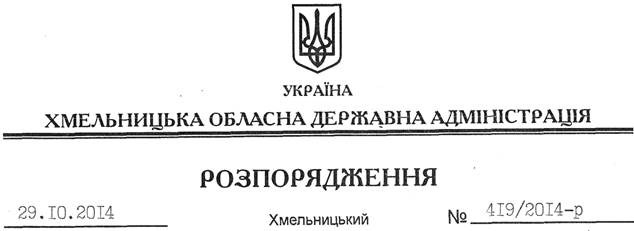 УКРАЇНА
ХМЕЛЬНИЦЬКА ОБЛАСНА ДЕРЖАВНА АДМІНІСТРАЦІЯ
РОЗПОРЯДЖЕННЯ
29.10.2014 Хмельницький № 419/2014-р